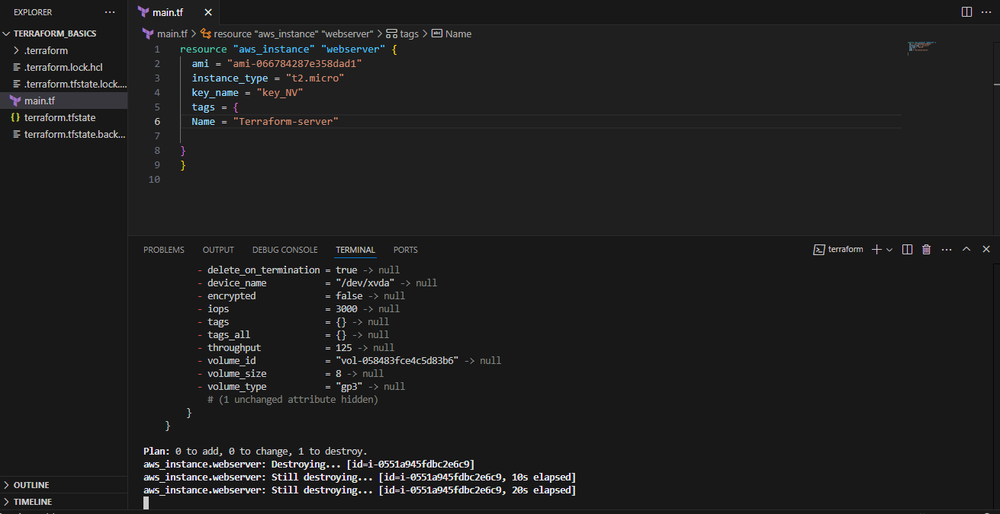 EXPLORER
TERRAFORM_BASICS
.terraform
.terraform.lock.hcl
.terraform.tfstate.lock....
main.tf
terraform.tfstate
terraform.tfstate.back...
OUTLINE
TIMELINE
main.tf
main.tf > resource "aws_instance" "webserver" > tags > abc Name
1 resource "aws_instance" "webserver" {
2 ami = "ami-066784287e358dad1"
3 instance_type = "t2.micro"
4 key_name = "key_NV"
5 tags = {
6 Name = "Terraform-server"
7
8 }
9 }
10
PROBLEMS OUTPUT DEBUG CONSOLE TERMINAL PORTS terraform
- delete_on_termination = true -> null
- device_name = "/dev/xvda" -> null
- encrypted = false -> null
- iops = 3000 -> null
- tags = {} -> null
- tags_all = {} -> null
- throughput = 125 -> null
- volume_id = "vol-058483fce4c5d83b6" -> null
- volume_size = 8 -> null
- volume_type = "gp3" -> null
# (1 unchanged attribute hidden)
}
}
Plan: 0 to add, 0 to change, 1 to destroy.
aws_instance.webserver: Destroying... [id=i-0551a945fdbc2e6c9]
aws_instance.webserver: Still destroying... [id=i-0551a945fdbc2e6c9, 10s elapsed]
aws_instance.webserver: Still destroying... [id=i-0551a945fdbc2e6c9, 20s elapsed]